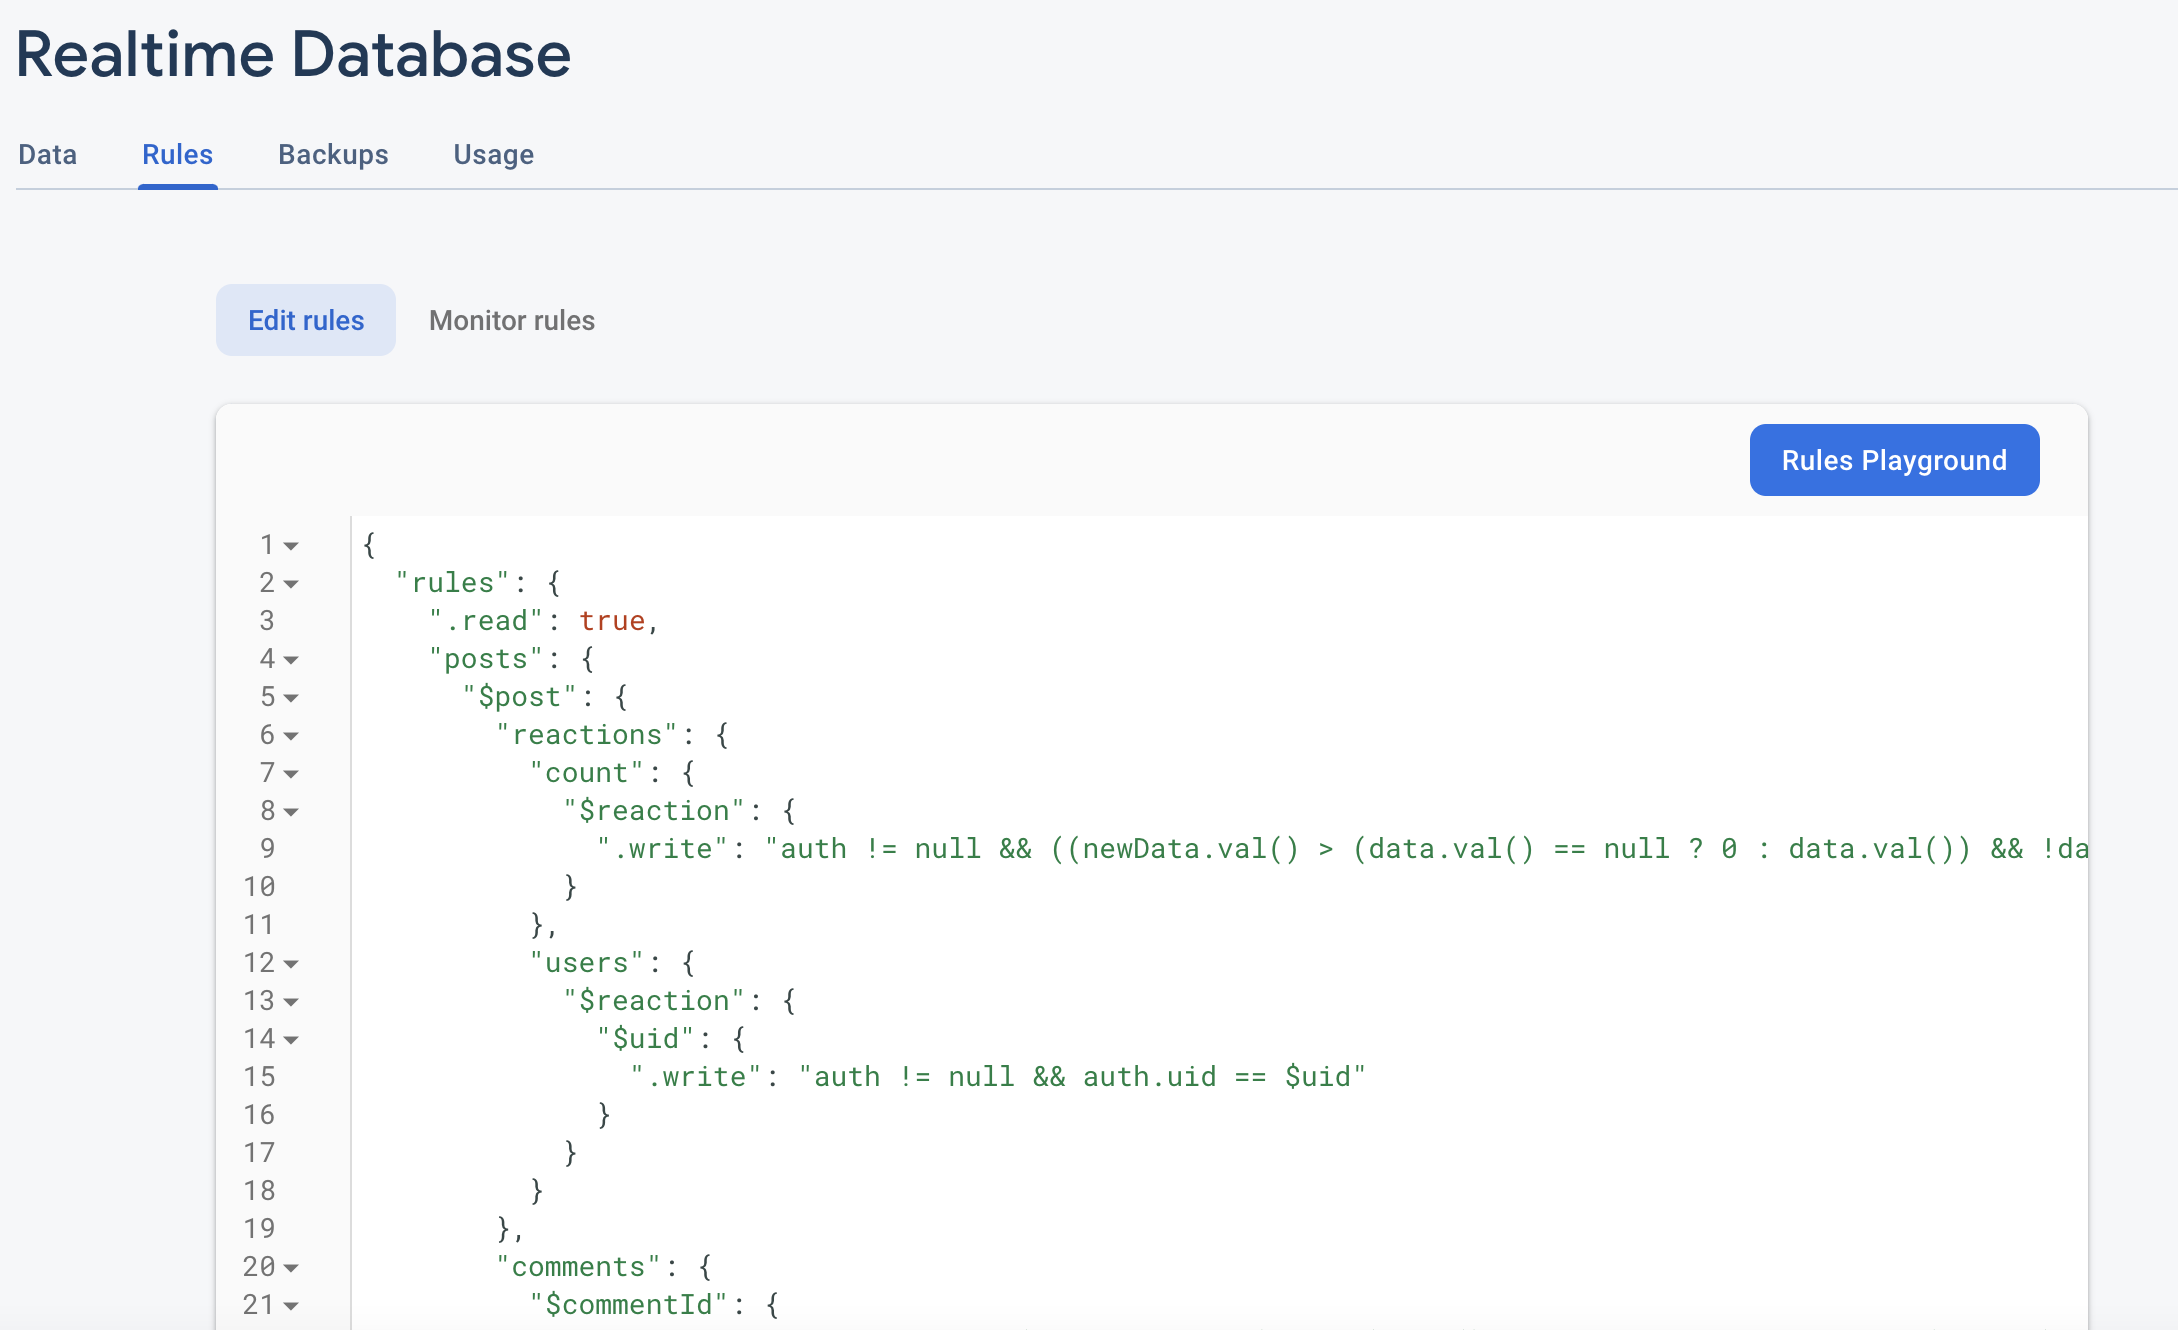 Realtime Database
Data Rules Backups Usage
Edit rules Monitor rules
Rules Playground
1 {
2 "rules": {
3 ".read": true,
4 "posts": {
5 "$post": {
6 "reactions": {
7 "count": {
8 "$reaction": {
9 ".write": "auth != null && ((newData.val() > (data.val() == null ? 0 : data.val()) && !da
10 }
11 },
12 "users": {
13 "$reaction": {
14 "$uid": {
15 ".write": "auth != null && auth.uid == $uid"
16 }
17 }
18 }
19 },
20 "comments": {
21 "$commentId": {